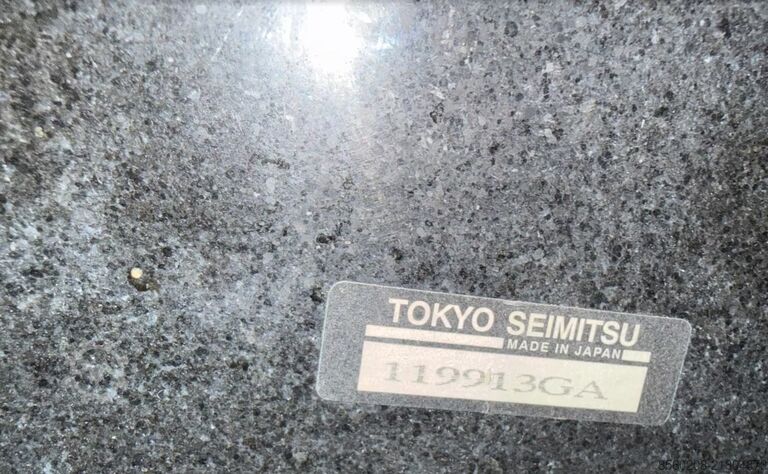 TOKYO SEIMITSU
MADE IN JAPAN
119913GA